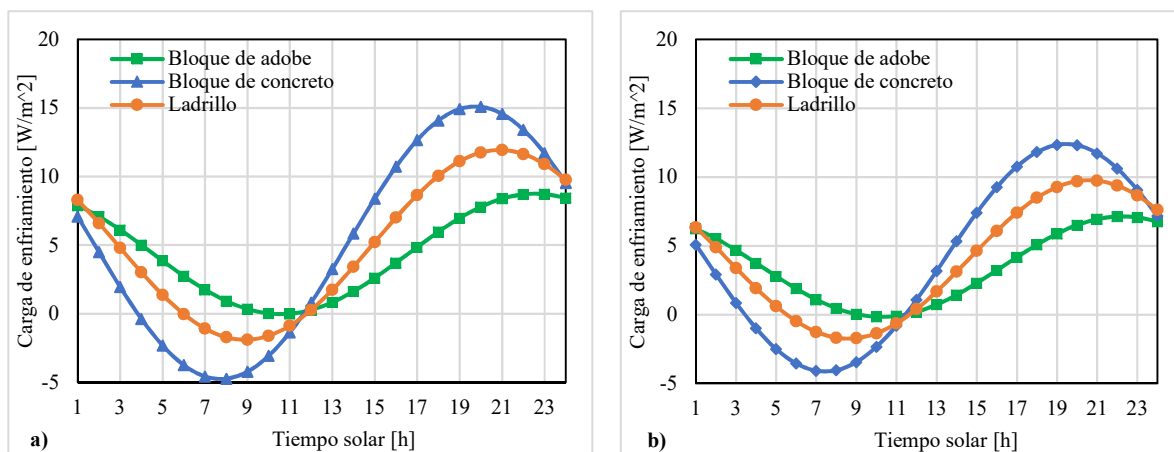 20
15
10
5
0
-5
Carga de enfriamiento [W/m^2]
Bloque de adobe
Bloque de concreto
Ladrillo
1 3 5 7 9 11 13 15 17 19 21 23
a)
Tiempo solar [h]
20
15
10
5
0
-5
Carga de enfriamiento [W/m^2]
Bloque de adobe
Bloque de concreto
Ladrillo
1 3 5 7 9 11 13 15 17 19 21 23
b)
Tiempo solar [h]